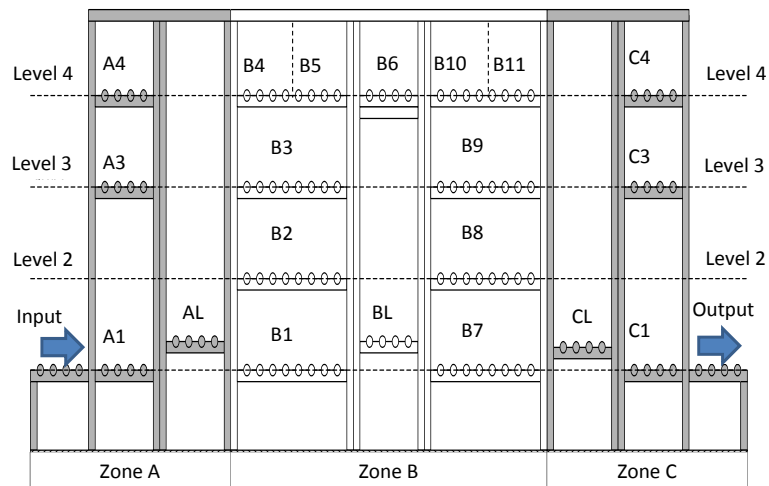 Level 4 A4 B4 B5 B6 B10 B11 C4 Level 4
Level 3 A3 B3 B9 C3 Level 3
Level 2 B2 B8 Level 2
Input A1 AL B1 BL B7 CL C1 Output
Zone A Zone B Zone C